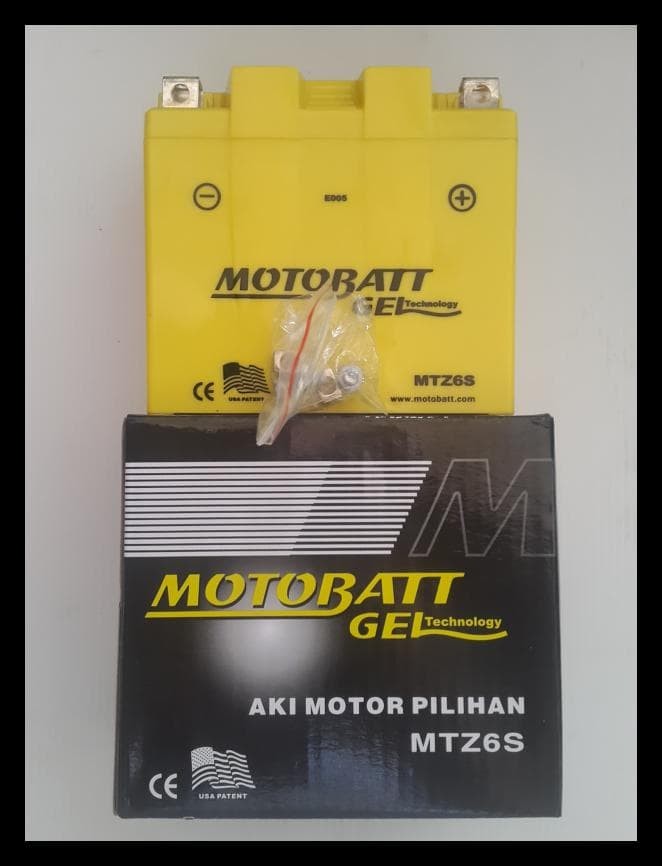 E005
MOTOBATT
GEL Technology
CE
USA PATENT
MTZ6S
www.motobatt.com
M
MOTOBATT
GEL Technology
AKI MOTOR PILIHAN
MTZ6S
CE
USA PATENT